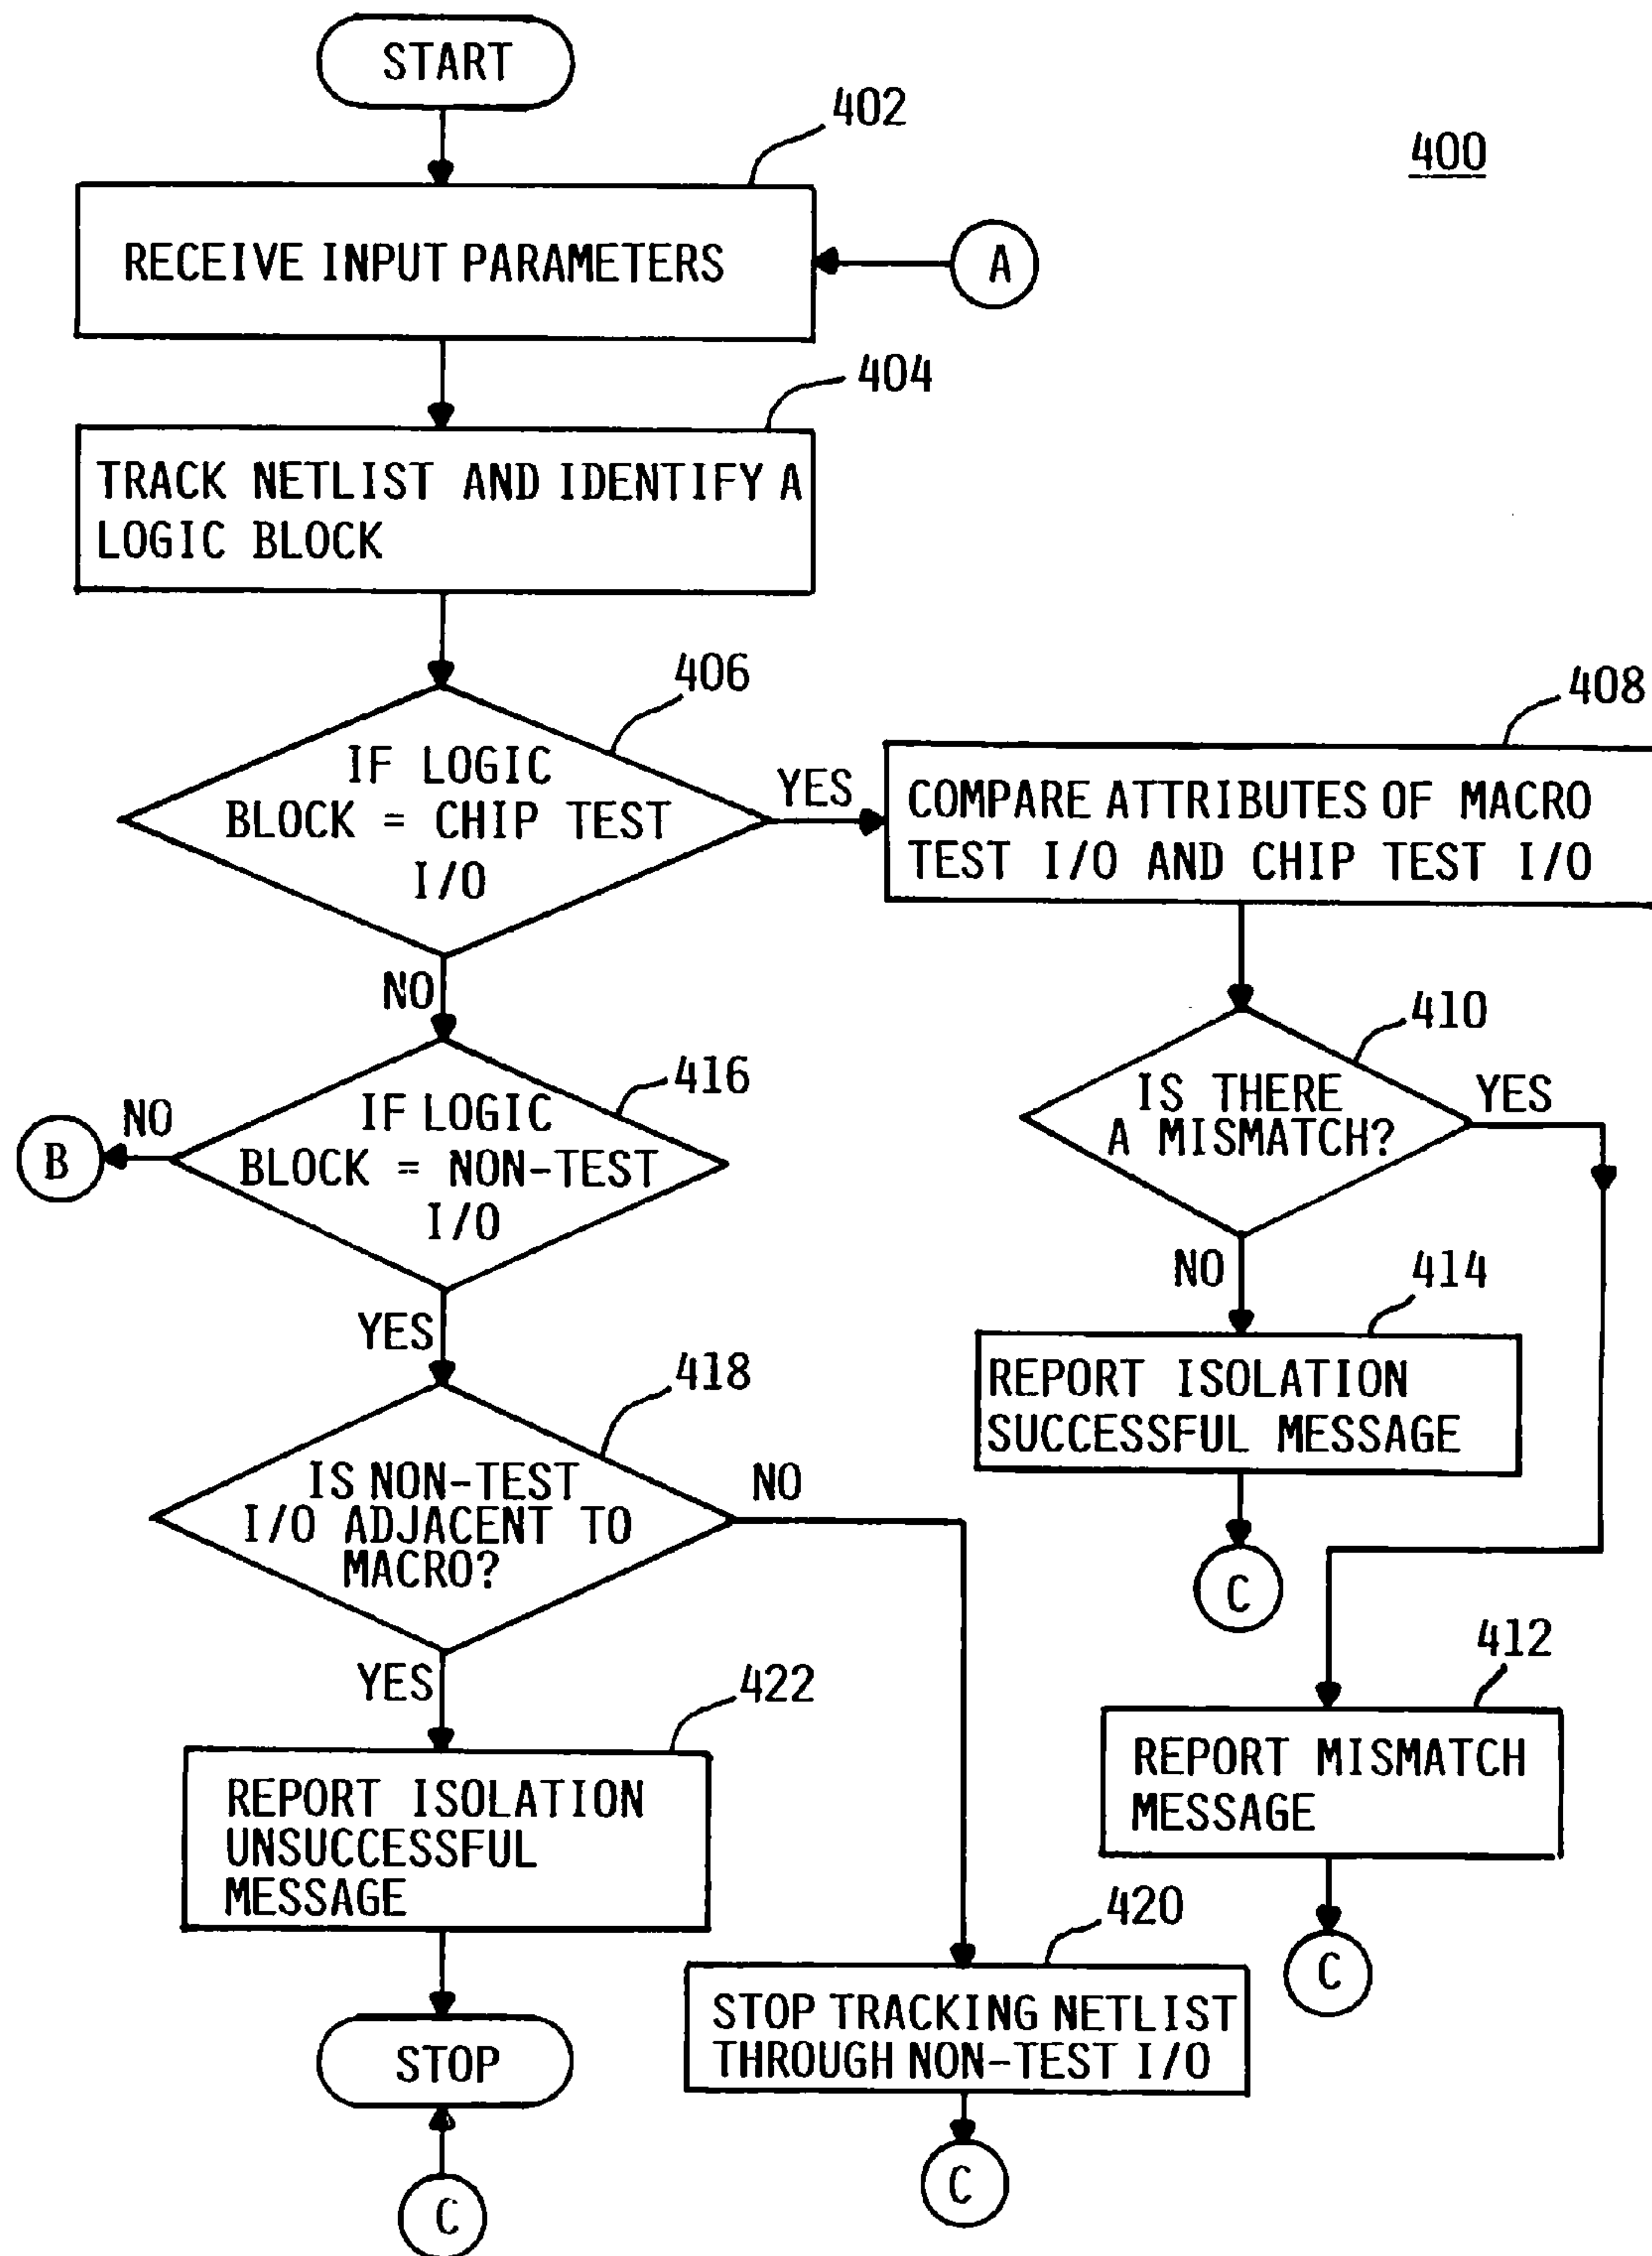 START
402
400
RECEIVE INPUT PARAMETERS
A
404
TRACK NETLIST AND IDENTIFY A
LOGIC BLOCK
406
IF LOGIC
BLOCK = CHIP TEST
I/O
YES
408
COMPARE ATTRIBUTES OF MACRO
TEST I/O AND CHIP TEST I/O
NO
410
IS THERE
A MISMATCH?
YES
416
IF LOGIC
BLOCK = NON-TEST
I/O
NO
B
NO
414
REPORT ISOLATION
SUCCESSFUL MESSAGE
C
YES
418
IS NON-TEST
I/O ADJACENT TO
MACRO?
NO
412
REPORT MISMATCH
MESSAGE
C
YES
422
REPORT ISOLATION
UNSUCCESSFUL
MESSAGE
420
STOP TRACKING NETLIST
THROUGH NON-TEST I/O
C
STOP
C